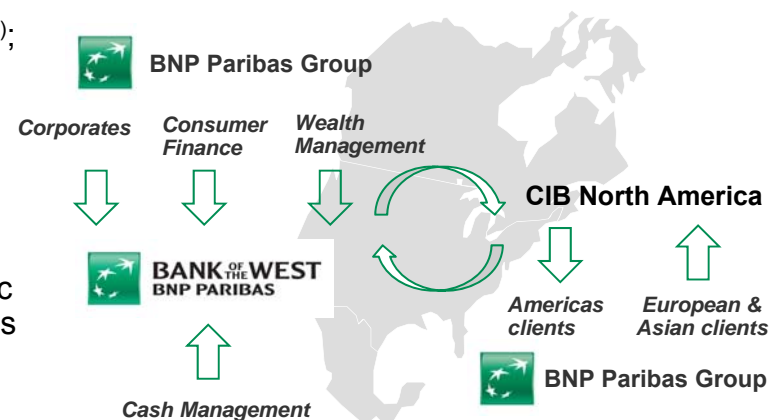 );
BNP Paribas Group
Corporates
Consumer
Finance
Wealth
Management
CIB North America
BANK OF THE WEST
BNP PARIBAS
c
s
Americas
clients
European &
Asian clients
BNP Paribas Group
Cash Management